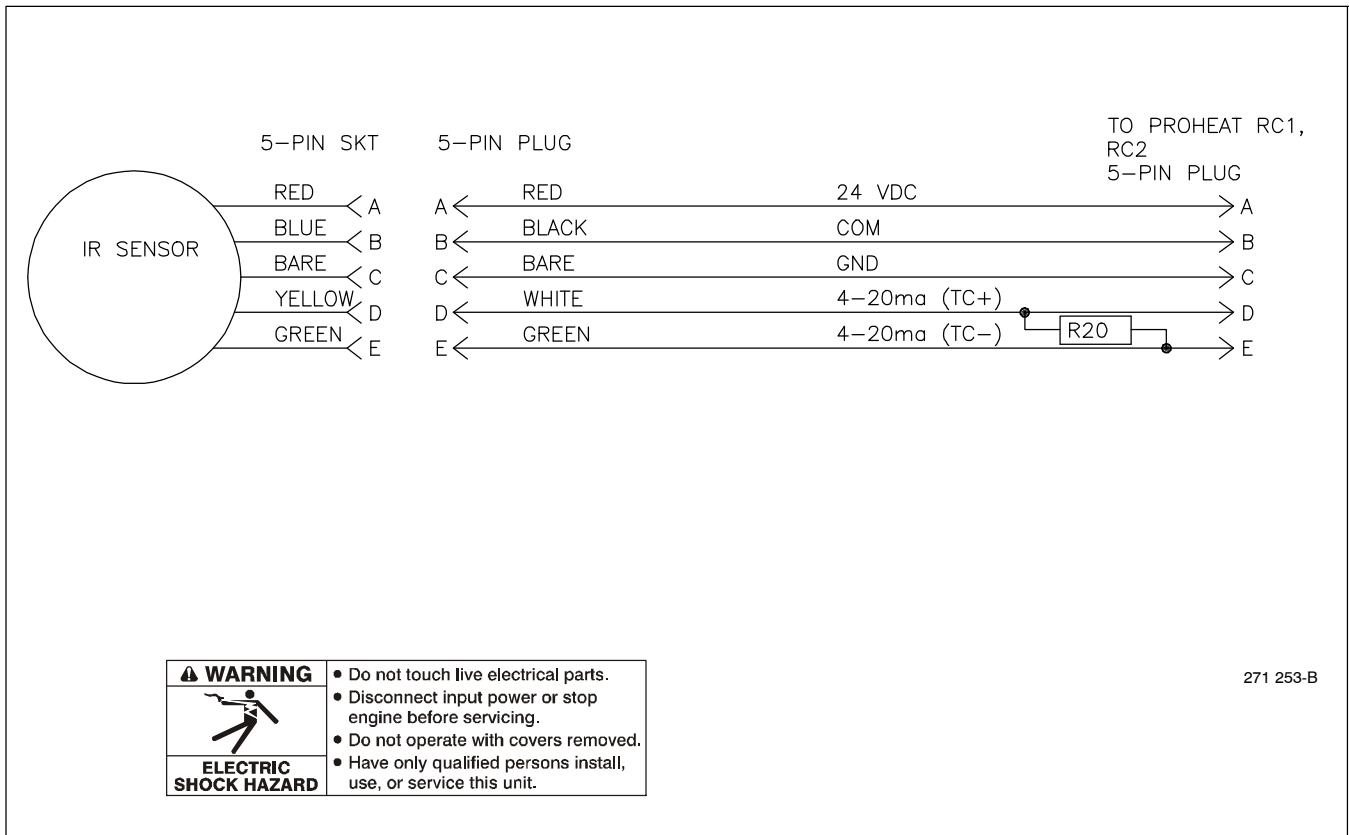 TO PROHEAT RC1,
RC2
5-PIN SKT 5-PIN PLUG 5-PIN PLUG
IR SENSOR
RED A A RED 24 VDC A
BLUE B B BLACK COM B
BARE C C BARE GND C
YELLOW D D WHITE 4-20ma (TC+) D
R20
GREEN E E GREEN 4-20ma (TC-) E
WARNING
ELECTRIC
SHOCK HAZARD
• Do not touch live electrical parts.
• Disconnect input power or stop
engine before servicing.
• Do not operate with covers removed.
• Have only qualified persons install,
use, or service this unit.
271 253-B